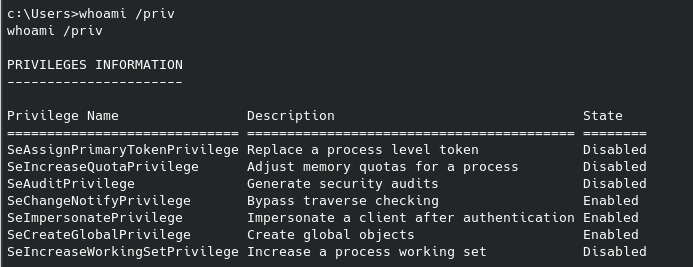 c:\Users>whoami /priv
whoami /priv
PRIVILEGES INFORMATION
----------------------
Privilege Name                Description                               State
============================= ========================================= ========
SeAssignPrimaryTokenPrivilege Replace a process level token             Disabled
SeIncreaseQuotaPrivilege      Adjust memory quotas for a process        Disabled
SeAuditPrivilege              Generate security audits                  Disabled
SeChangeNotifyPrivilege       Bypass traverse checking                  Enabled
SeImpersonatePrivilege        Impersonate a client after authentication Enabled
SeCreateGlobalPrivilege       Create global objects                     Enabled
SeIncreaseWorkingSetPrivilege Increase a process working set            Disabled